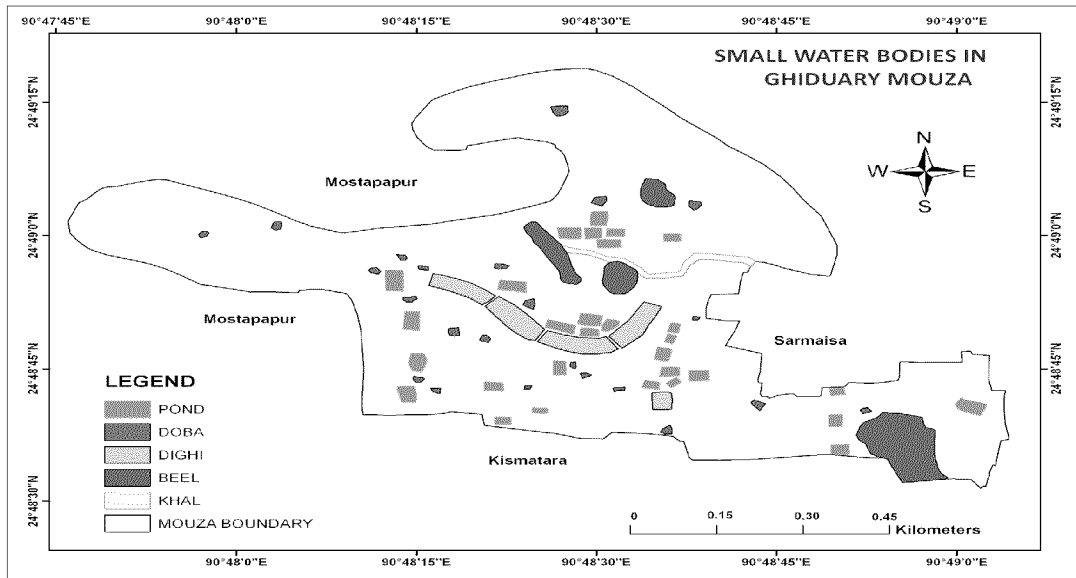 90°47'45"E 90°48'0"E 90°48'15"E 90°48'30"E 90°48'45"E 90°49'0"E
SMALL WATER BODIES IN
GHIDUARY MOUZA
24°49'15"N 24°49'15"N
N
W E
S
Mostapapur
24°49'0"N 24°49'0"N
Mostapapur
Sarmaisa
24°48'45"N 24°48'45"N
LEGEND
POND
DOBA
DIGHI
BEEL
KHAL
MOUZA BOUNDARY
Kismatara
24°48'30"N 24°48'30"N
0 0.15 0.30 0.45
Kilometers
90°48'0"E 90°48'15"E 90°48'30"E 90°48'45"E 90°49'0"E